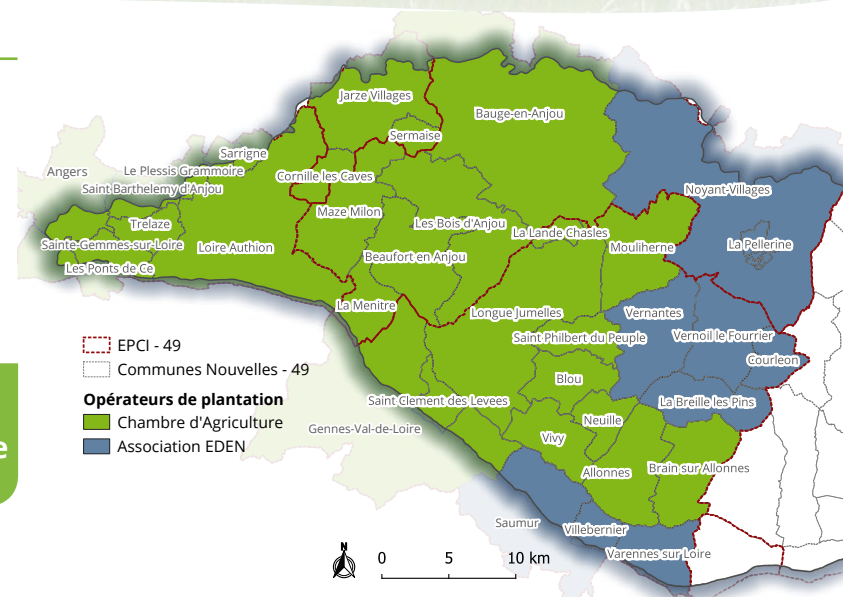 Jarze Villages
Bauge-en-Anjou
Sermaise
Sarrigne
Angers
Le Plessis Grammoire
Cornille les Caves
Saint Barthelemy d'Anjou
Noyant-Villages
Maze Milon
Trelaze
Les Bois d'Anjou
La Lande Chasles
Sainte-Gemmes-sur-Loire
Loire Authion
Mouliherne
La Pellerine
Beaufort en Anjou
Les Ponts de Ce
La Menitre
Longue Jumelles
Vernantes
Saint Philbert du Peuple
Vernoil le Fourrier
EPCI - 49
Courleon
Communes Nouvelles - 49
Blou
Opérateurs de plantation
Saint Clement des Levees
La Breille les Pins
Chambre d'Agriculture
Neuille
Gennes-Val-de-Loire
Vivy
Association EDEN
e
Allonnes
Brain sur Allonnes
Saumur
Villebernier
Varennes sur Loire
N
0 5 10 km